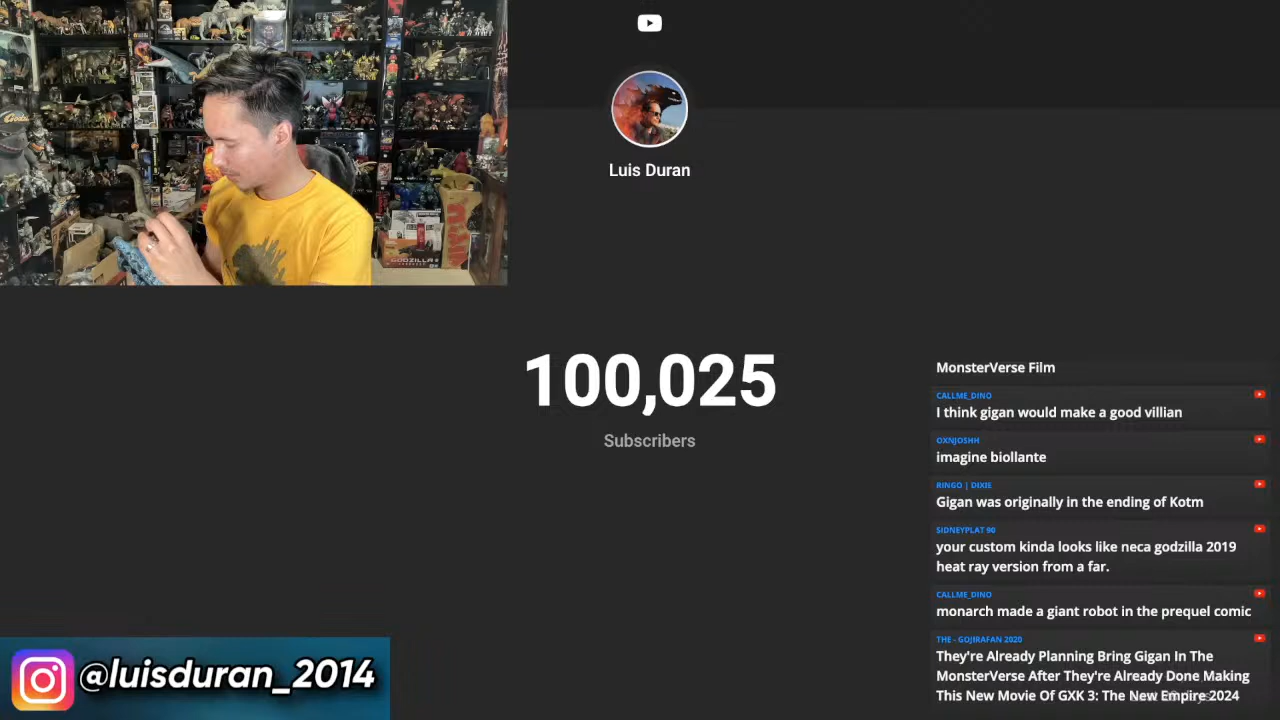 Luis Duran
100,025
Subscribers
MonsterVerse Film
CALLME_DINO
I think gigan would make a good villian
OXNJOSHH
imagine biollante
RINGO | DIXIE
Gigan was originally in the ending of Kotm
SIDNEYPLAT 90
your custom kinda looks like neca godzilla 2019
heat ray version from a far.
CALLME_DINO
monarch made a giant robot in the prequel comic
THE - GOJIRAFAN 2020
They're Already Planning Bring Gigan In The
MonsterVerse After They're Already Done Making
This New Movie Of GXK 3: The New Empire 2024
@luisduran_2014
GODZILLA